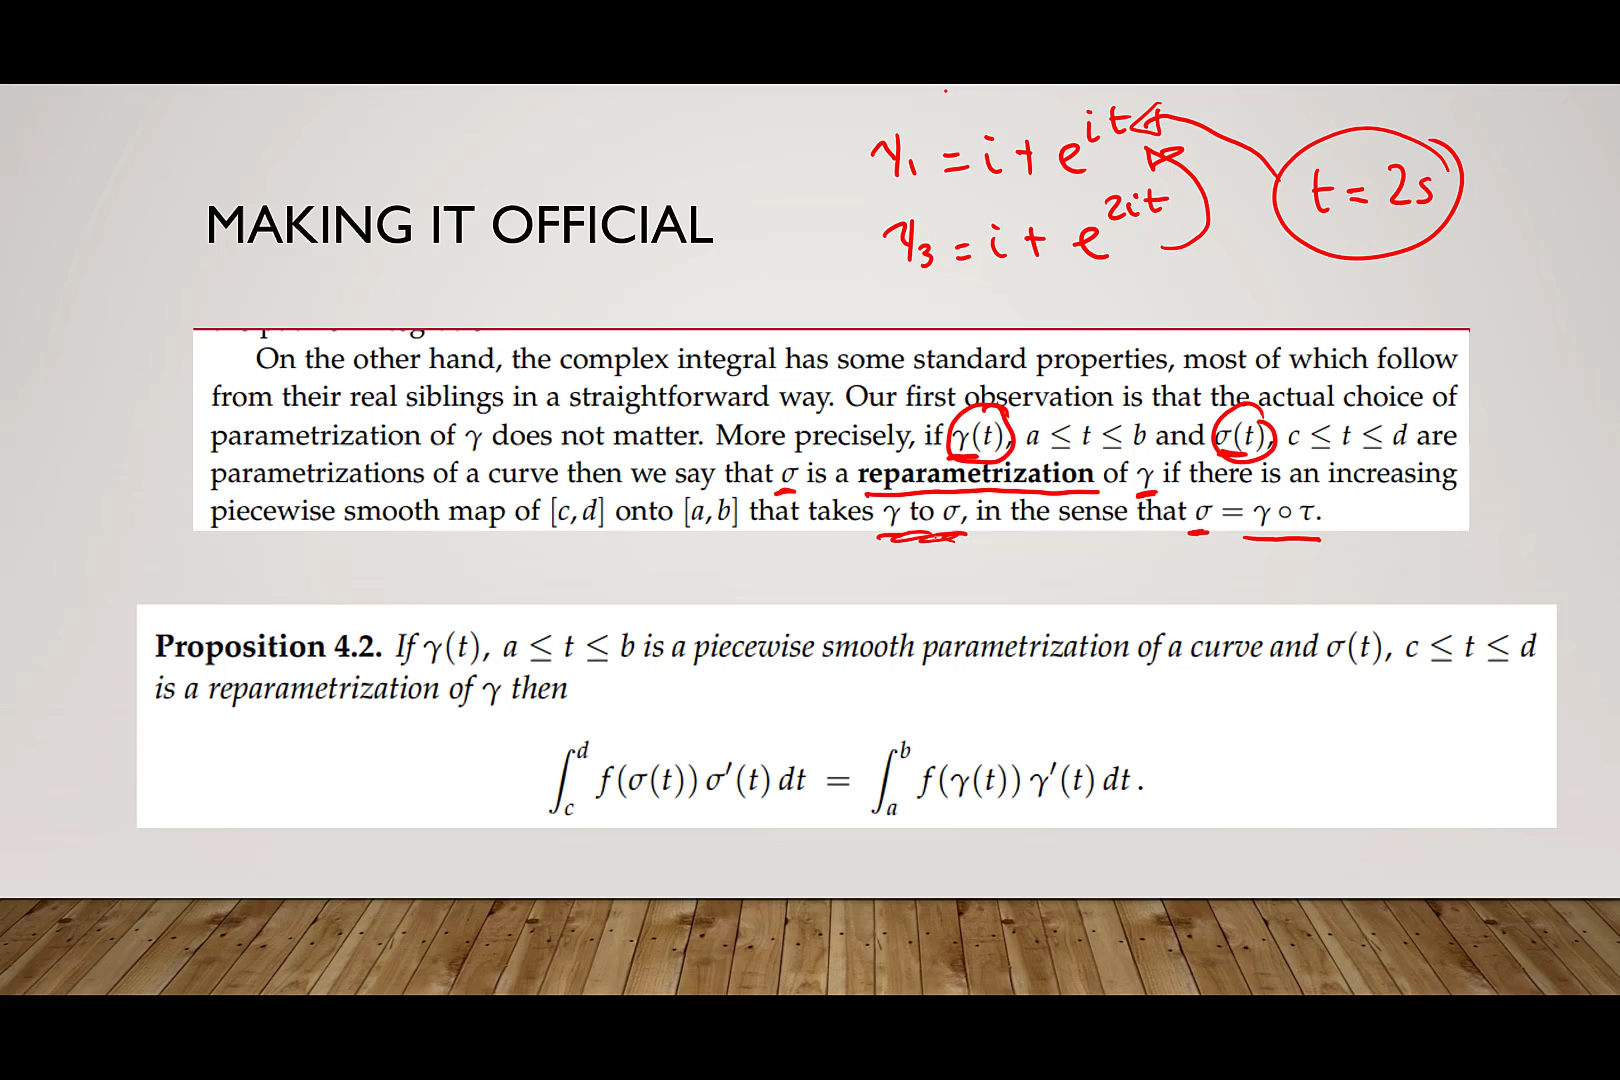 γ₁ = i + e^{it}
t = 2s
γ₃ = i + e^{2it}
MAKING IT OFFICIAL
On the other hand, the complex integral has some standard properties, most of which follow
from their real siblings in a straightforward way. Our first observation is that the actual choice of
parametrization of γ does not matter. More precisely, if γ(t), a ≤ t ≤ b and σ(t), c ≤ t ≤ d are
parametrizations of a curve then we say that σ is a reparametrization of γ if there is an increasing
piecewise smooth map of [c, d] onto [a, b] that takes γ to σ, in the sense that σ = γ ∘ τ.
Proposition 4.2. If γ(t), a ≤ t ≤ b is a piecewise smooth parametrization of a curve and σ(t), c ≤ t ≤ d
is a reparametrization of γ then
∫_c^d f(σ(t)) σ′(t) dt = ∫_a^b f(γ(t)) γ′(t) dt .